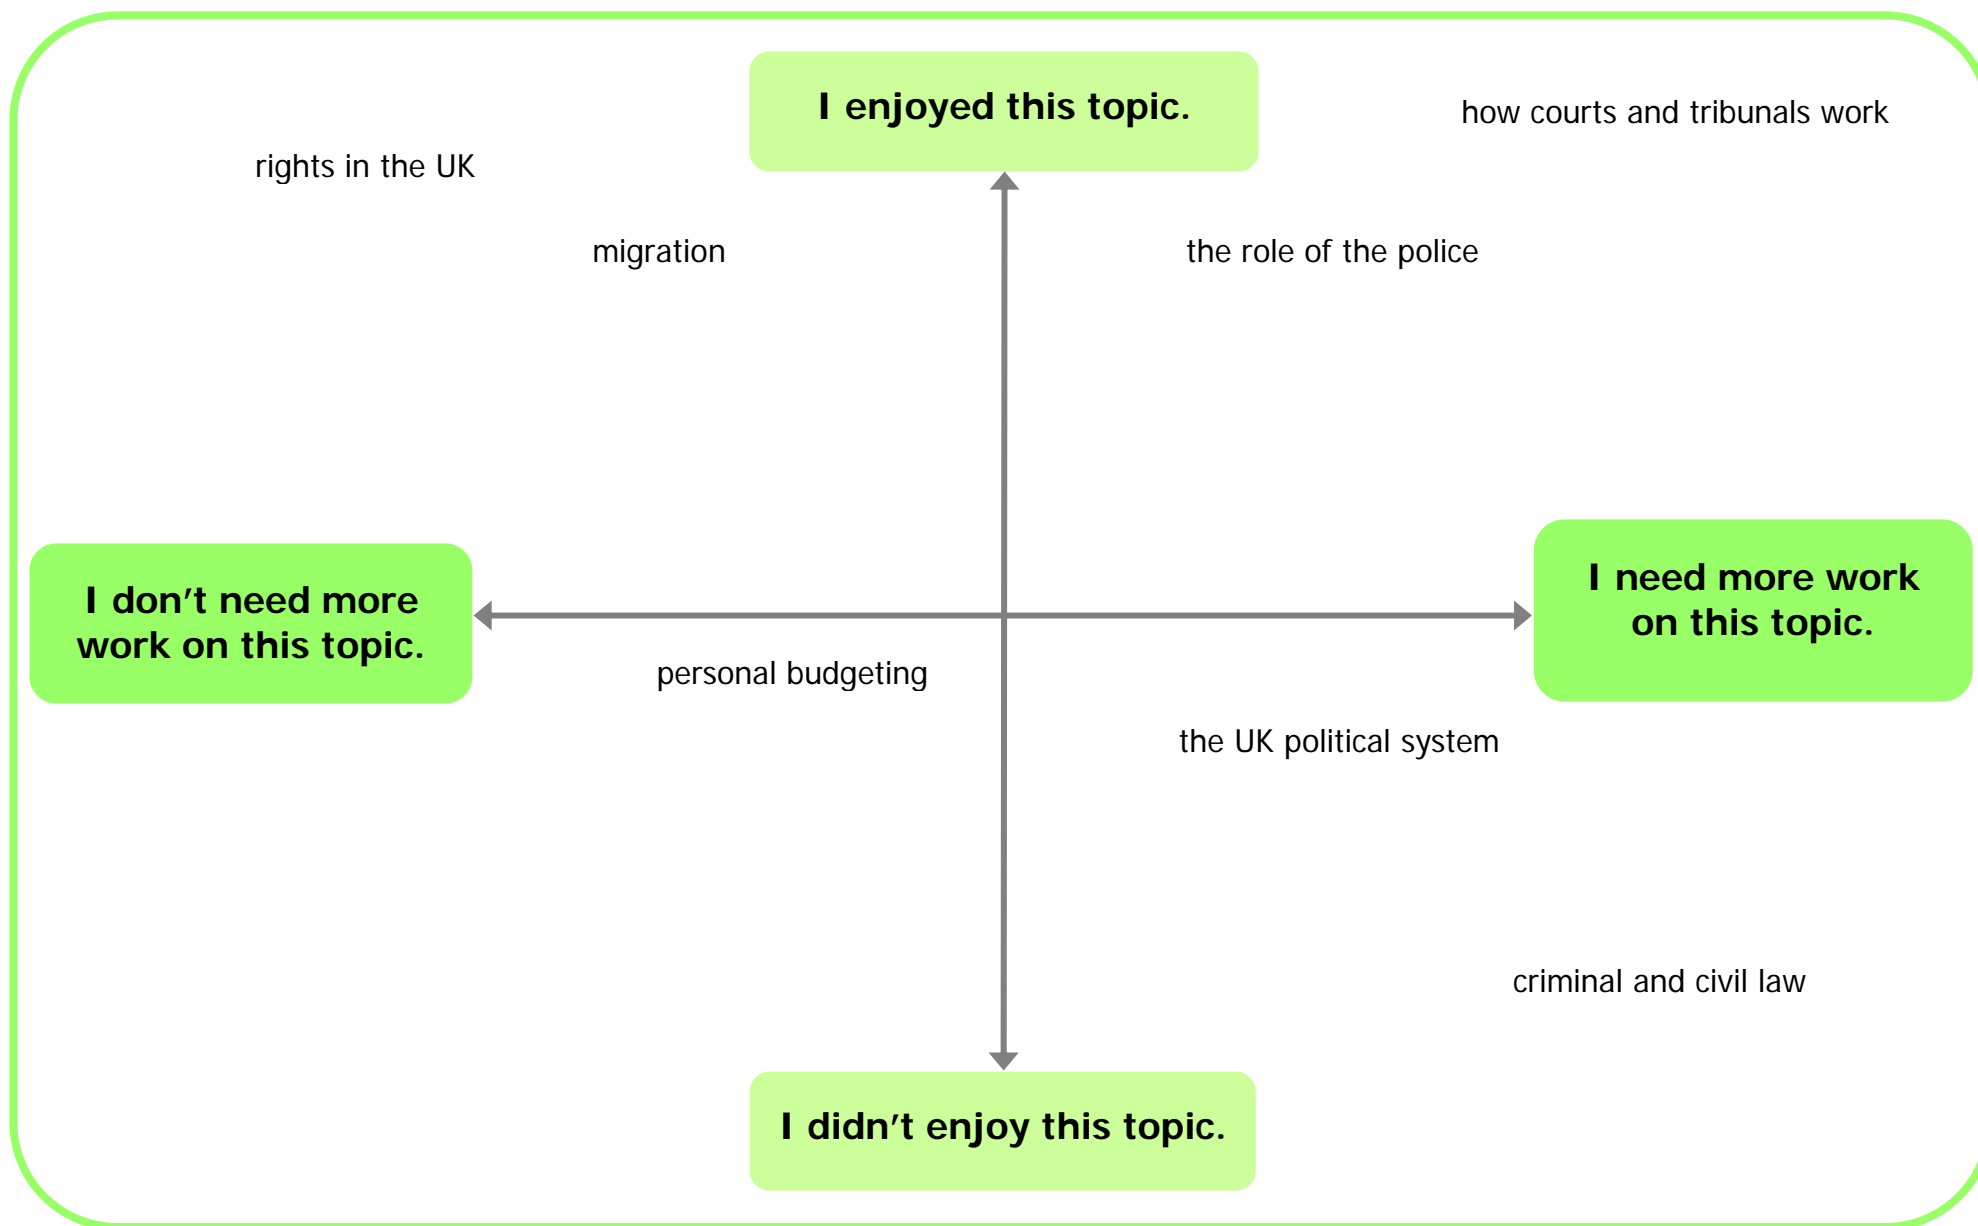 I enjoyed this topic.
how courts and tribunals work
rights in the UK
migration
the role of the police
I don't need more
work on this topic.
I need more work
on this topic.
personal budgeting
the UK political system
criminal and civil law
I didn't enjoy this topic.